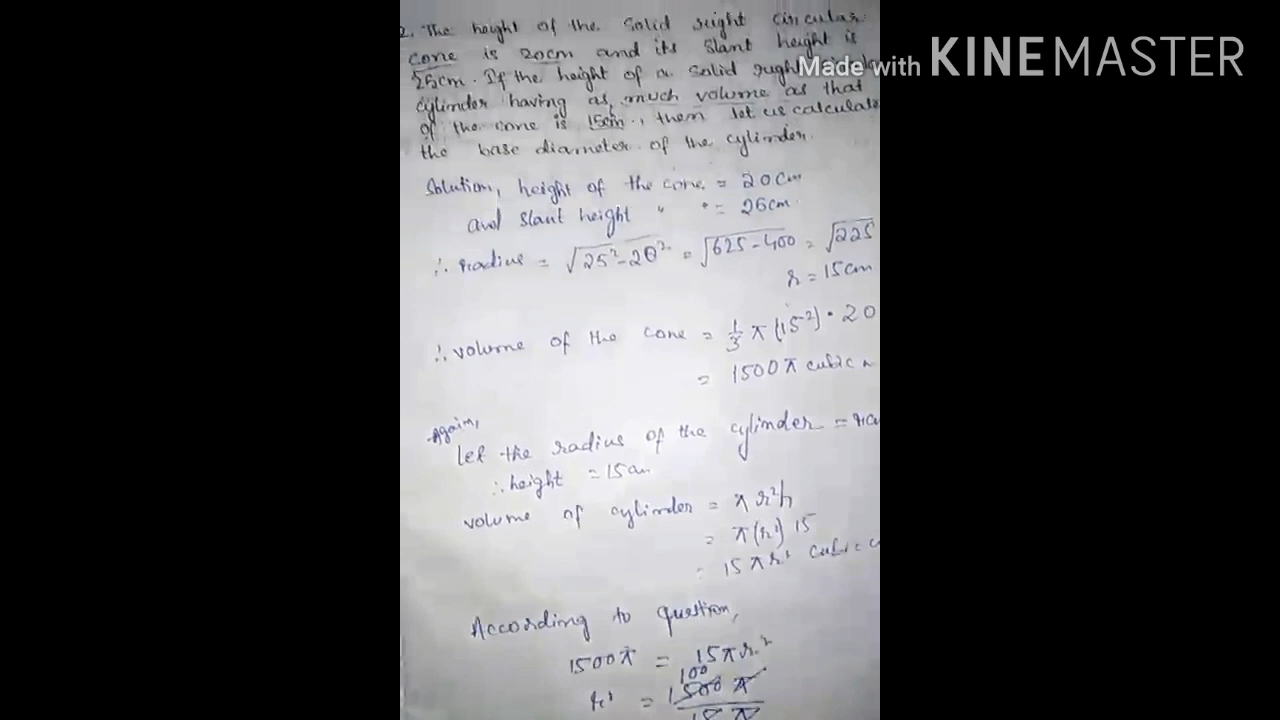 2. The height of the solid right circular
cone is 20cm and its slant height is
25cm. If the height of a solid right
Made with KINEMASTER
cylinder having as much volume as that
of the cone is 15cm, then let us calculate
the base diameter of the cylinder.
Solution, height of the cone = 20cm
and slant height " " = 25cm.
∴ radius = √25²-20² = √625-400 = √225
r = 15cm
∴ volume of the cone = 1/3 π (15²) • 20
= 1500π cubic
Again,
Let the radius of the cylinder = r
∴ height = 15cm
volume of cylinder = πr²h
= π(r²) 15
= 15πr² cubic
According to question,
1500π = 15πr²
100
r² = 1500 π
15 π